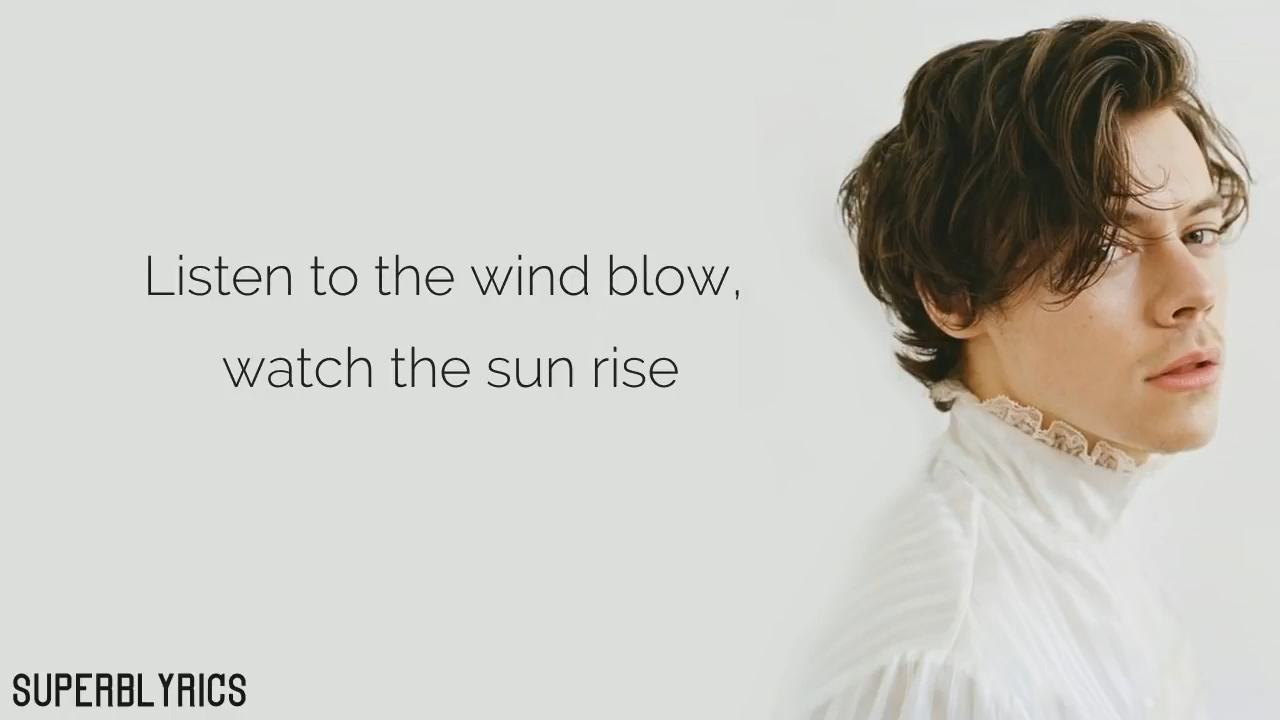 Listen to the wind blow,
watch the sun rise
SUPERBLYRICS